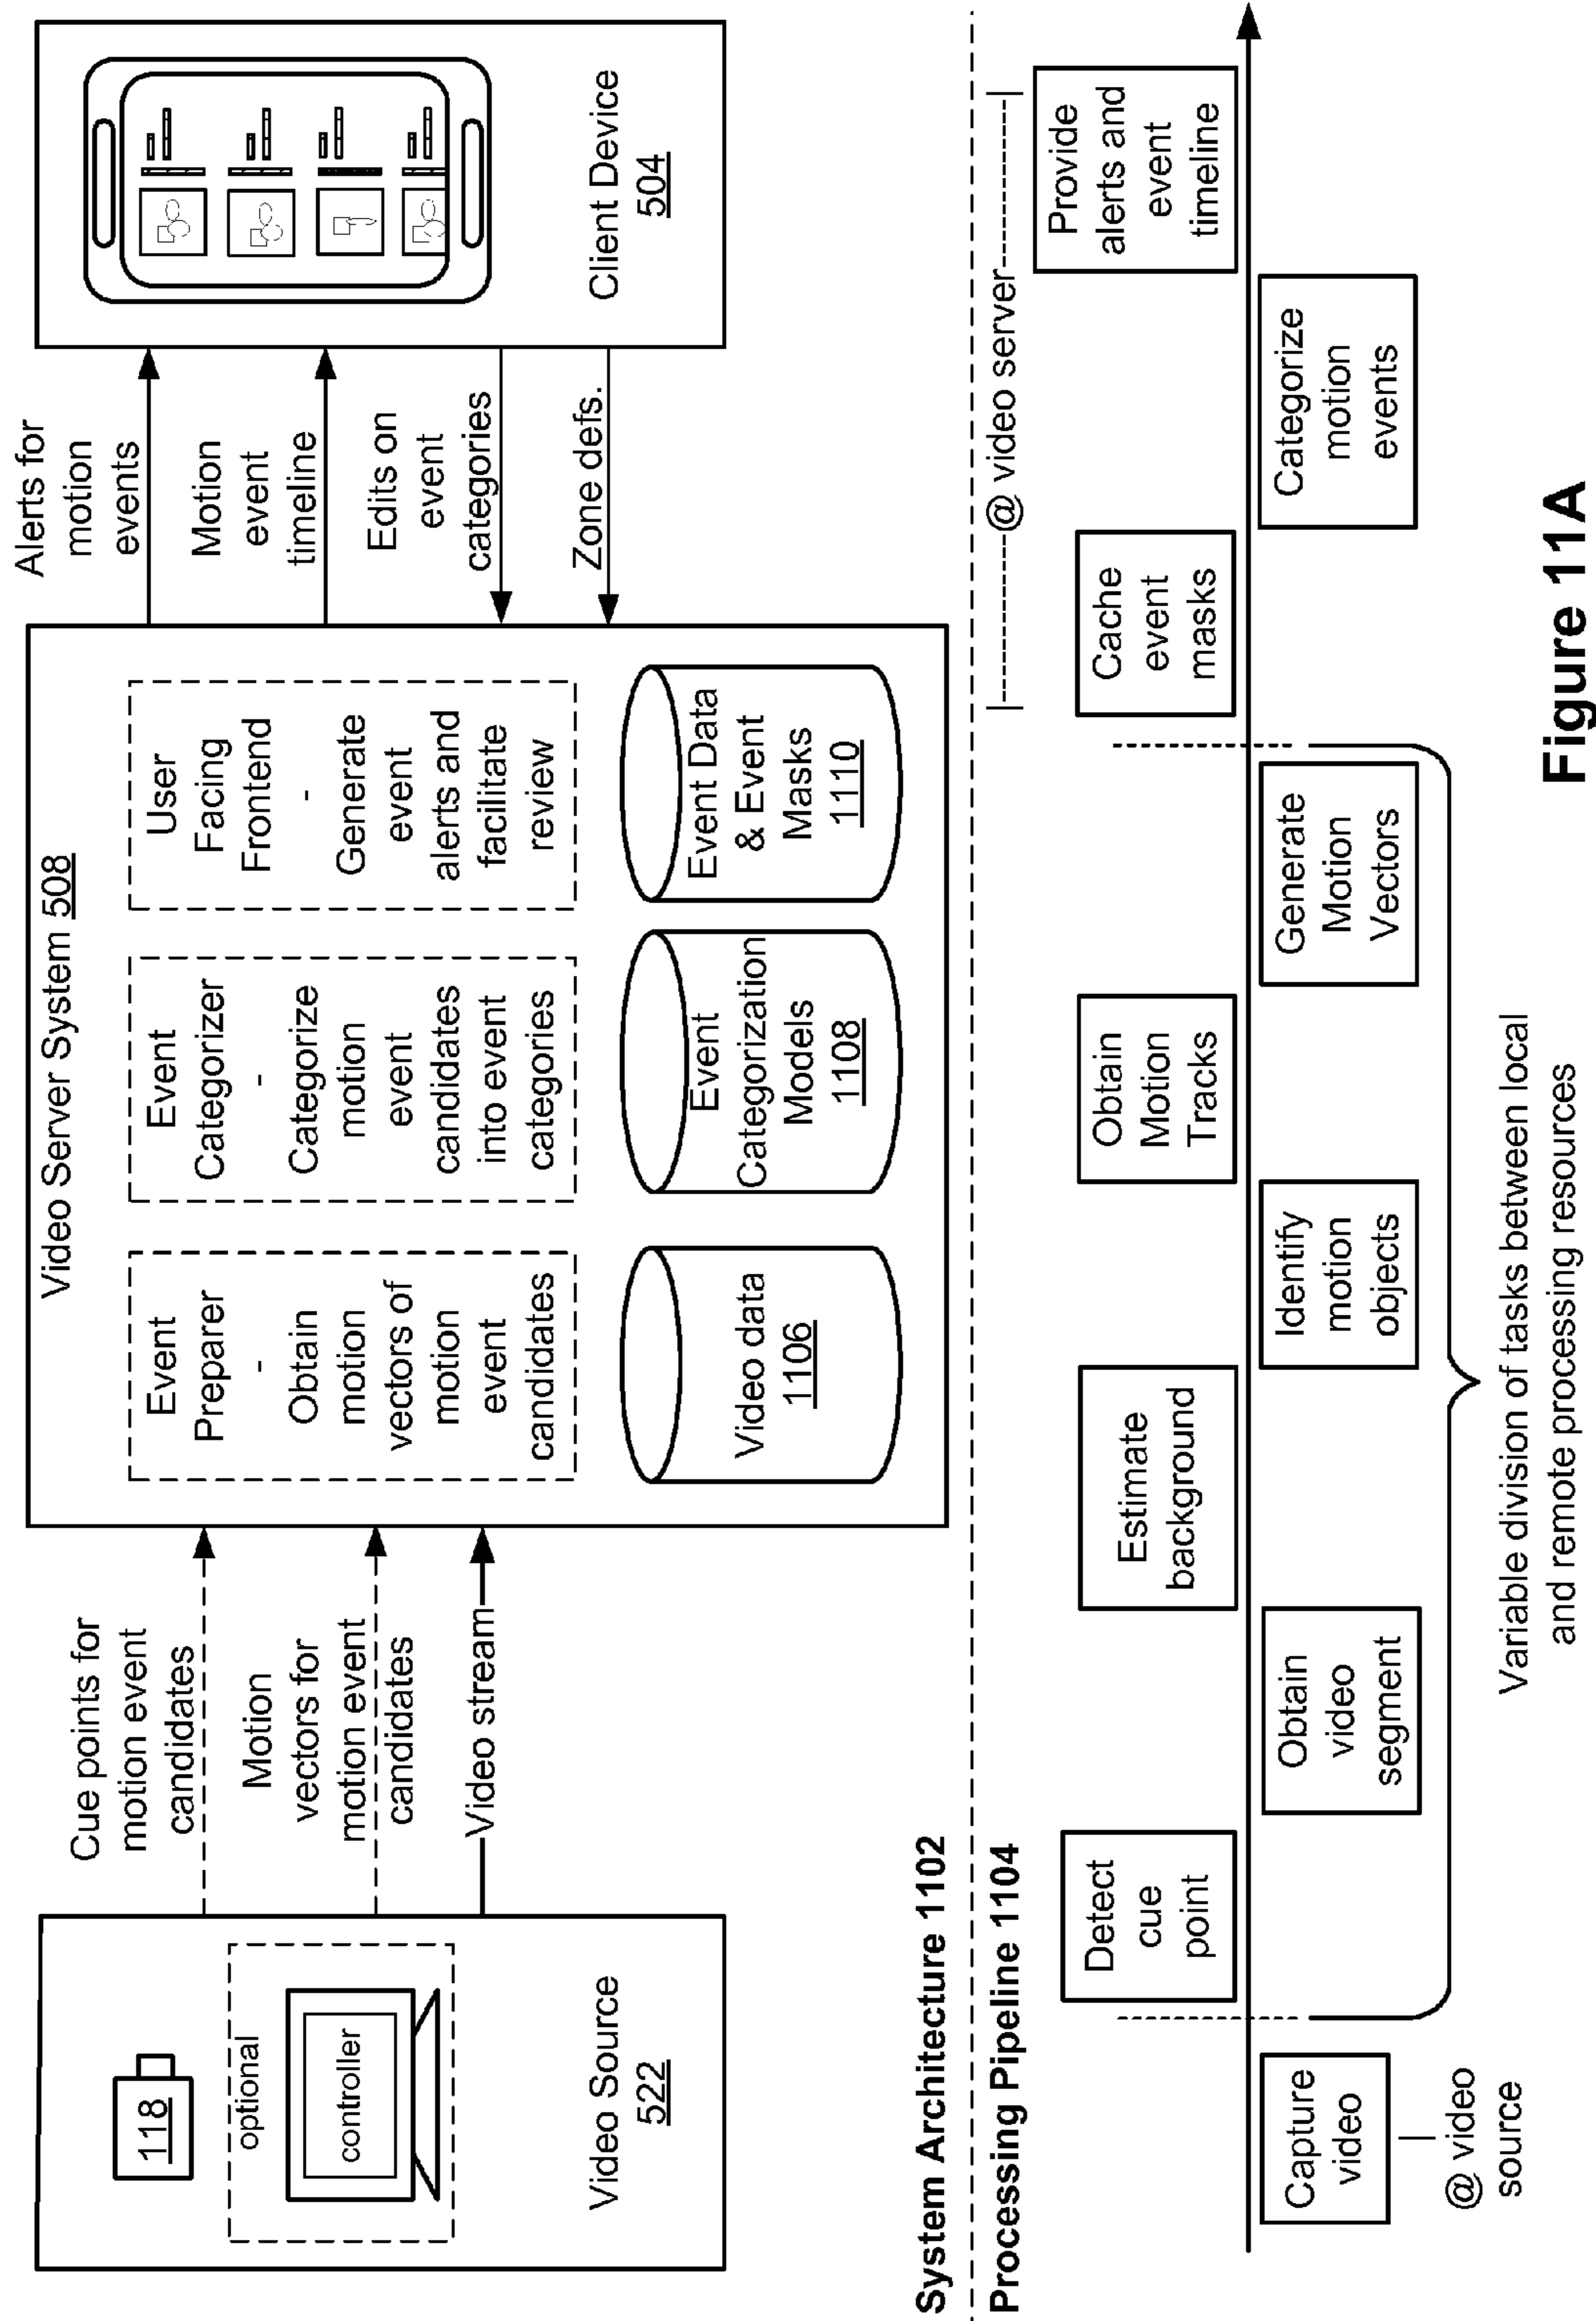 Video Server System 508
118
optional
controller
Video Source
522
Cue points for
motion event
candidates
Motion
vectors for
motion event
candidates
Video stream
Event
Preparer
-
Obtain
motion
vectors of
motion
event
candidates
Event
Categorizer
-
Categorize
motion
event
candidates
into event
categories
User
Facing
Frontend
-
Generate
event
alerts and
facilitate
review
Video data
1106
Event
Categorization
Models
1108
Event Data
& Event
Masks
1110
Alerts for
motion
events
Motion
event
timeline
Edits on
event
categories
Zone defs.
Client Device
504
System Architecture 1102
Processing Pipeline 1104
@ video server
Capture
video
@ video
source
Detect
cue
point
Obtain
video
segment
Estimate
background
Identify
motion
objects
Obtain
Motion
Tracks
Generate
Motion
Vectors
Cache
event
masks
Categorize
motion
events
Provide
alerts and
event
timeline
Variable division of tasks between local
and remote processing resources
Figure 11A